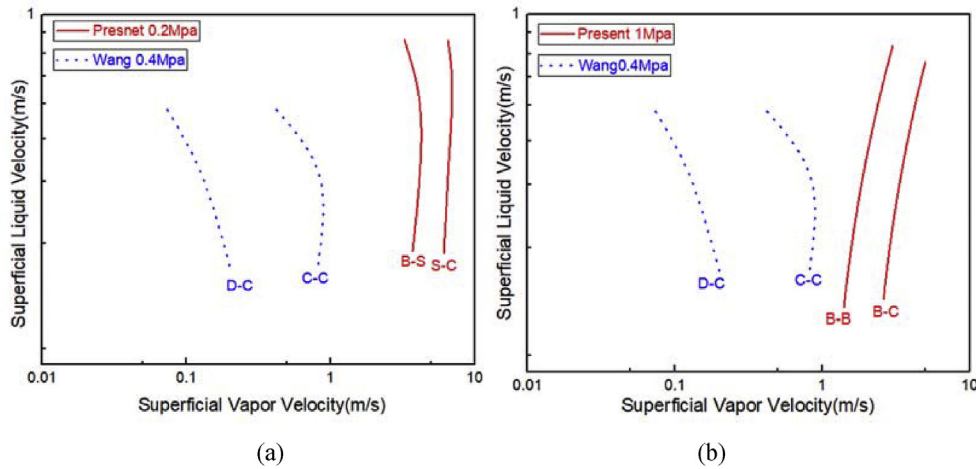 1
Presnet 0.2Mpa
Wang 0.4Mpa
Superficial Liquid Velocity(m/s)
B-S
S-C
D-C
C-C
0.01
0.1
1
10
Superficial Vapor Velocity(m/s)
(a)
1
Present 1Mpa
Wang0.4Mpa
Superficial Liquid Velocity(m/s)
D-C
C-C
B-B
B-C
0.01
0.1
1
10
Superficial Vapor Velocity(m/s)
(b)